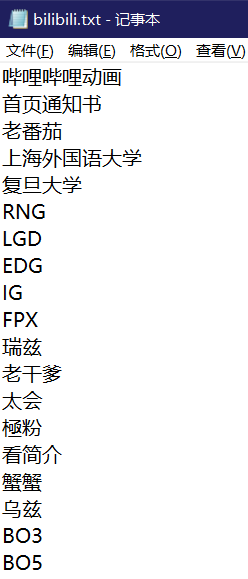 bilibili.txt - 记事本
文件(F) 编辑(E) 格式(O) 查看(V)
哔哩哔哩动画
首页通知书
老番茄
上海外国语大学
复旦大学
RNG
LGD
EDG
IG
FPX
瑞兹
老干爹
太会
極粉
看简介
蟹蟹
乌兹
BO3
BO5